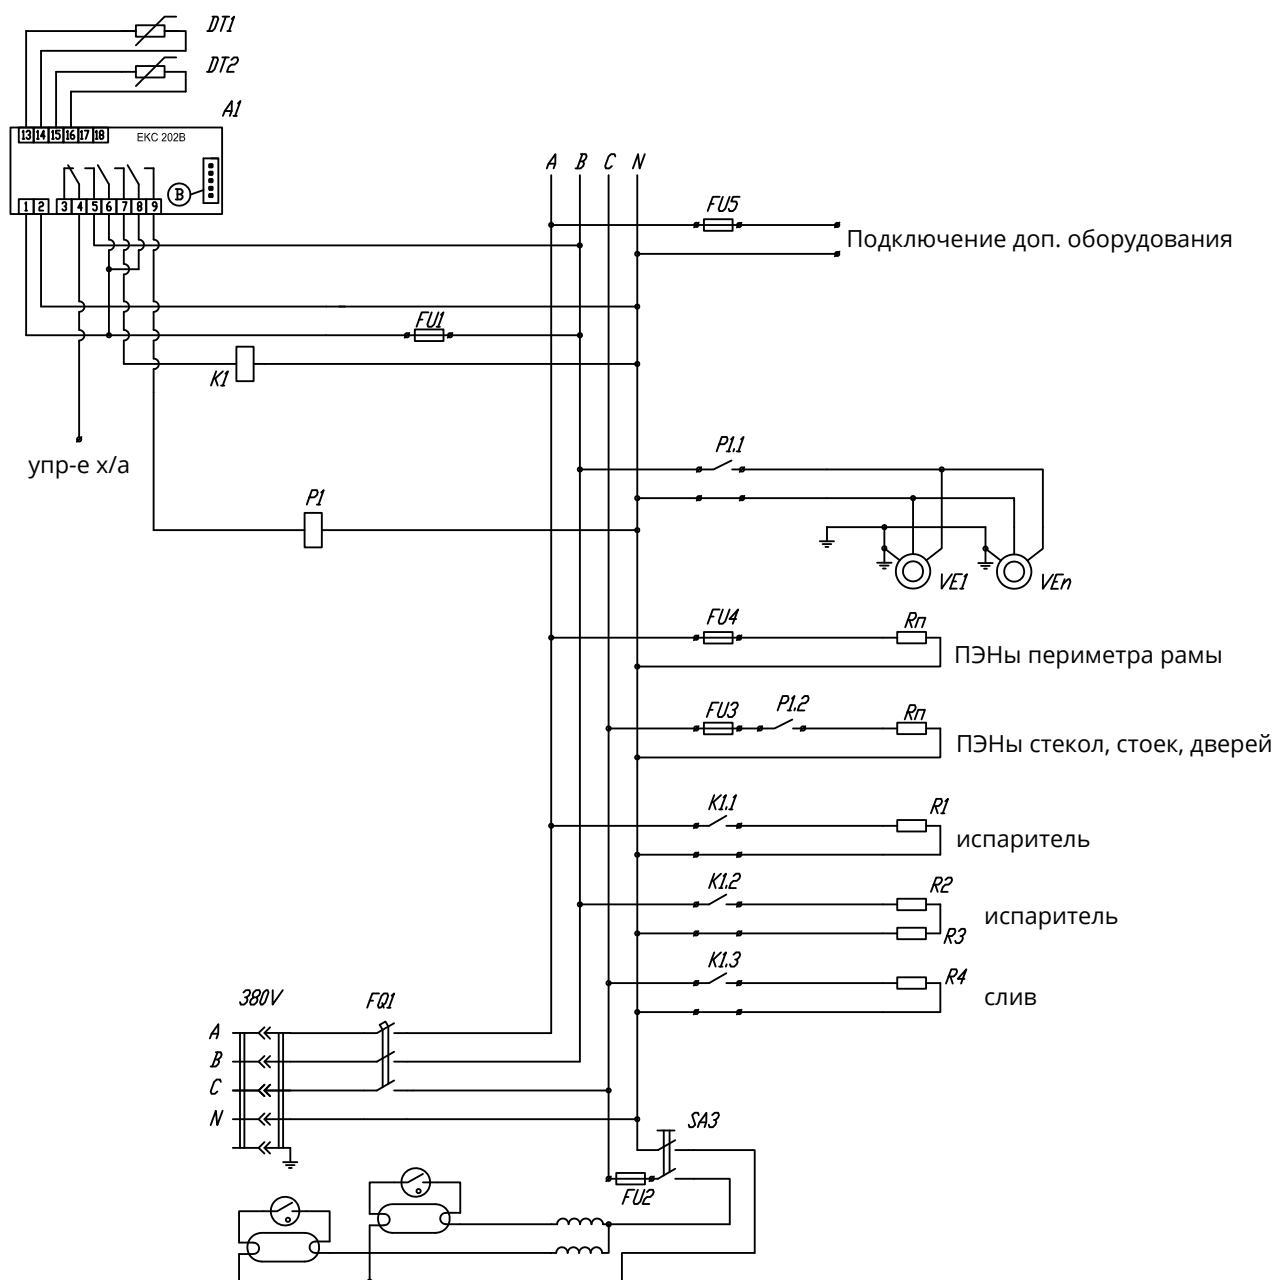 DT1
DT2
A1
13 14 15 16 17 18
EKC 202B
B
1 2 3 4 5 6 7 8 9
A B C N
FU5
Подключение доп. оборудования
FU1
K1
упр-е х/а
P1.1
P1
VE1
VEn
FU4
Rп
ПЭНы периметра рамы
FU3
P1.2
Rп
ПЭНы стекол, стоек, дверей
K1.1
R1
испаритель
K1.2
R2
испаритель
R3
K1.3
R4
слив
380V
FQ1
A
B
C
N
SA3
FU2